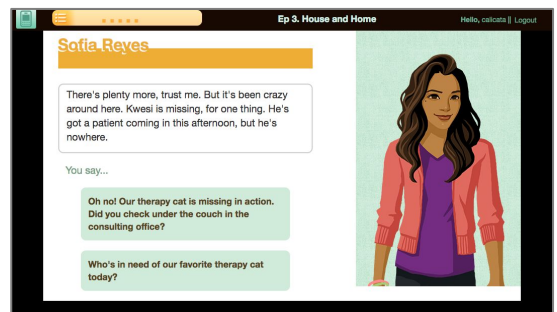 Ep 3. House and Home
Hello, calicata || Logout
Sofia Reyes
There's plenty more, trust me. But it's been crazy
around here. Kwesi is missing, for one thing. He's
got a patient coming in this afternoon, but he's
nowhere.
You say...
Oh no! Our therapy cat is missing in action.
Did you check under the couch in the
consulting office?
Who's in need of our favorite therapy cat
today?